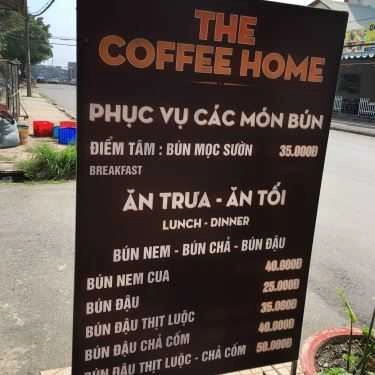 THE
COFFEE HOME
PHỤC VỤ CÁC MÓN BÚN
ĐIỂM TÂM : BÚN MỌC SƯỜN 35.000Đ
BREAKFAST
ĂN TRƯA - ĂN TỐI
LUNCH - DINNER
BÚN NEM - BÚN CHẢ - BÚN ĐẬU
BÚN NEM CUA 40.000Đ
BÚN ĐẬU 25.000Đ
BÚN ĐẬU THỊT LUỘC 35.000Đ
BÚN ĐẬU CHẢ CỐM 40.000Đ
BÚN ĐẬU THỊT LUỘC - CHẢ CỐM 50.000Đ